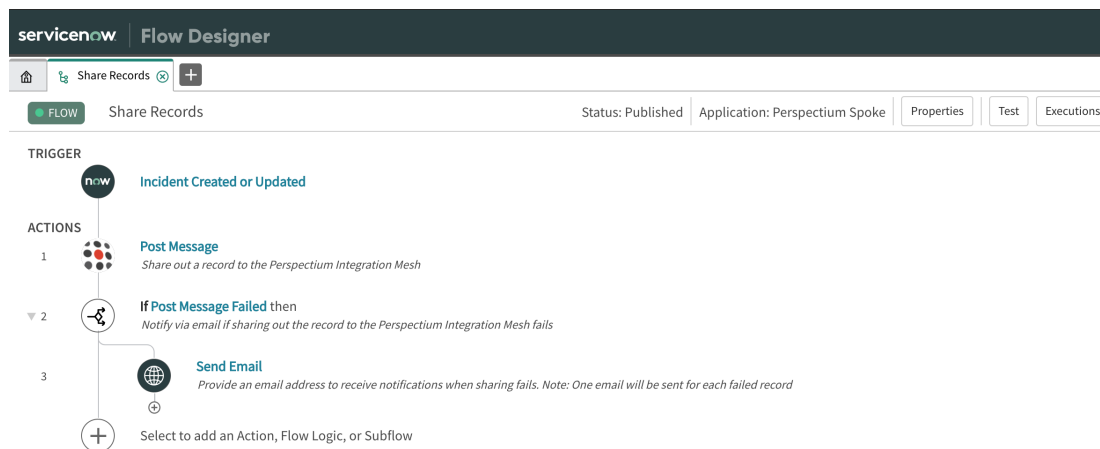 servicenow Flow Designer
Share Records
FLOW Share Records Status: Published Application: Perspectium Spoke Properties Test Executions
TRIGGER
now Incident Created or Updated
ACTIONS
1 Post Message
Share out a record to the Perspectium Integration Mesh
2 If Post Message Failed then
Notify via email if sharing out the record to the Perspectium Integration Mesh fails
3 Send Email
Provide an email address to receive notifications when sharing fails. Note: One email will be sent for each failed record
Select to add an Action, Flow Logic, or Subflow